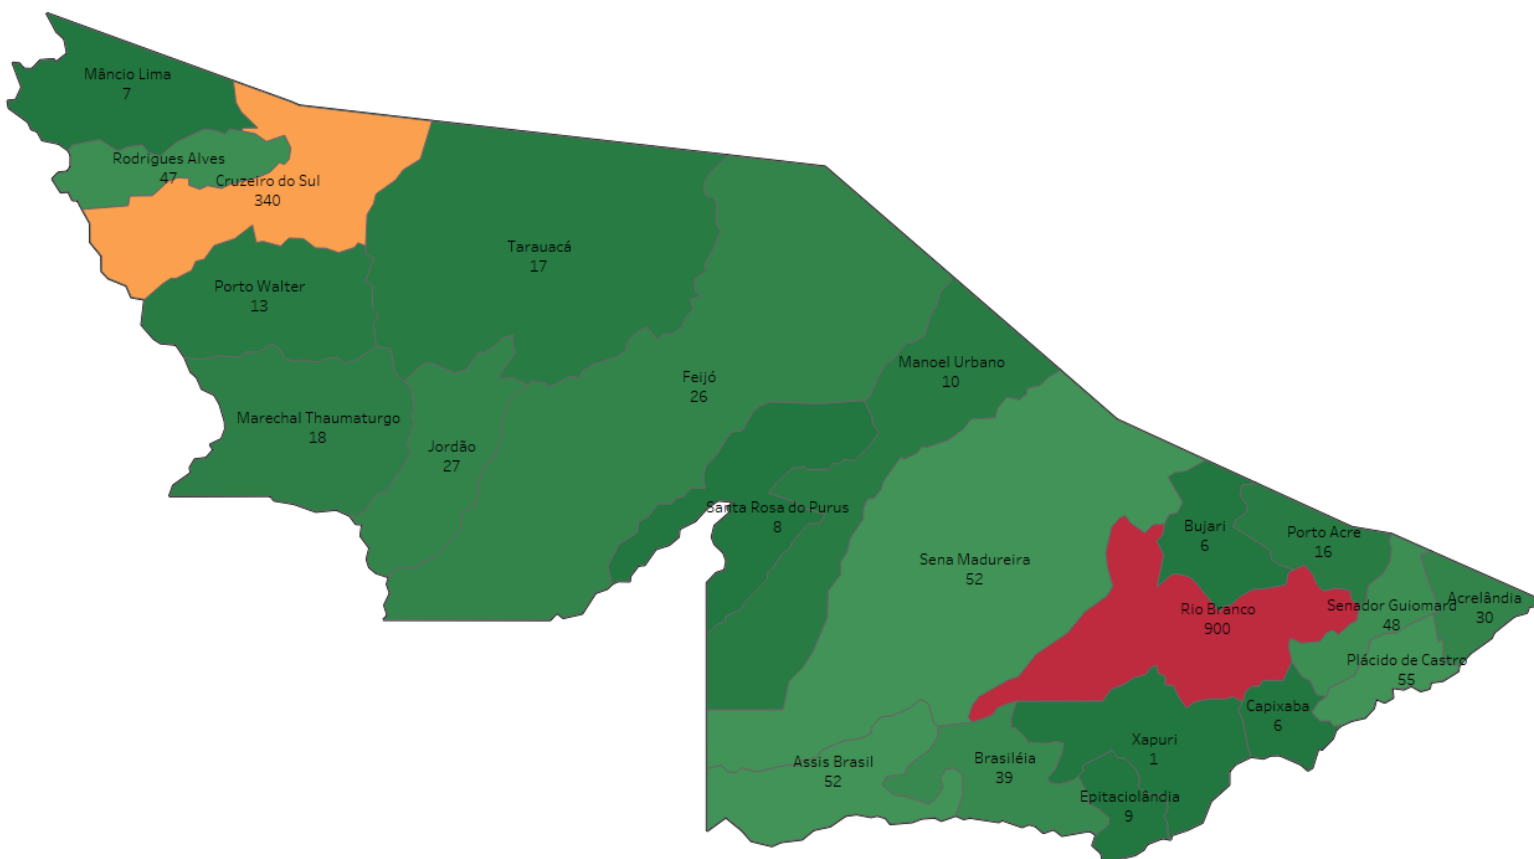 Mâncio Lima
7
Rodrigues Alves
47
Cruzeiro do Sul
340
Tarauacá
17
Porto Walter
13
Feijó
26
Manoel Urbano
10
Marechal Thaumaturgo
18
Jordão
27
Santa Rosa do Purus
8
Sena Madureira
52
Bujari
6
Porto Acre
16
Rio Branco
900
Senador Guiomard
48
Acrelândia
30
Plácido de Castro
55
Capixaba
6
Xapuri
1
Assis Brasil
52
Brasiléia
39
Epitaciolândia
9